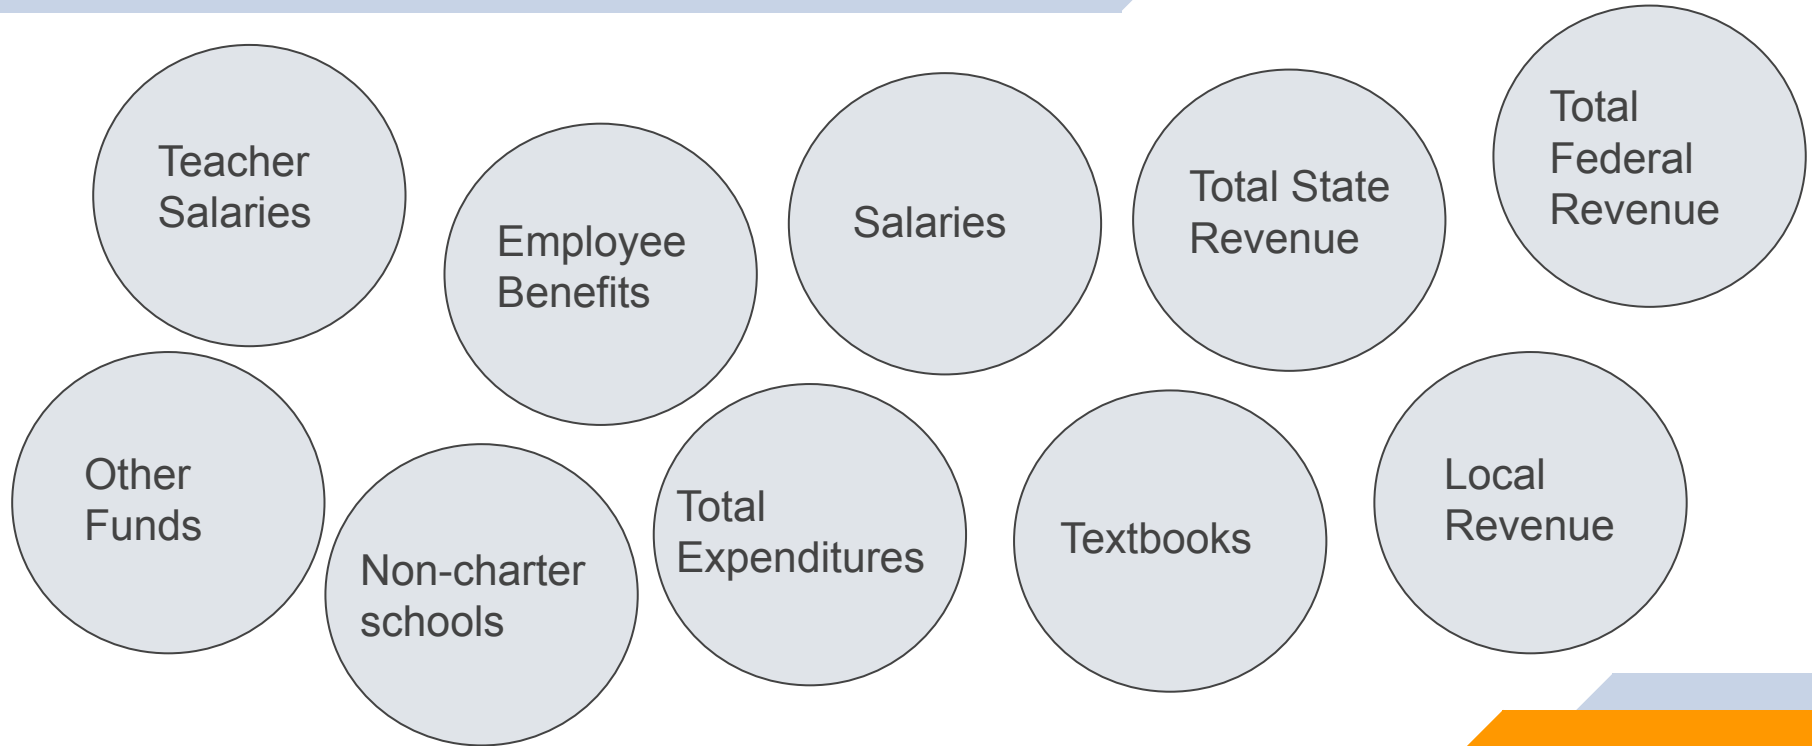 Teacher
Salaries
Employee
Benefits
Salaries
Total State
Revenue
Total
Federal
Revenue
Other
Funds
Non-charter
schools
Total
Expenditures
Textbooks
Local
Revenue